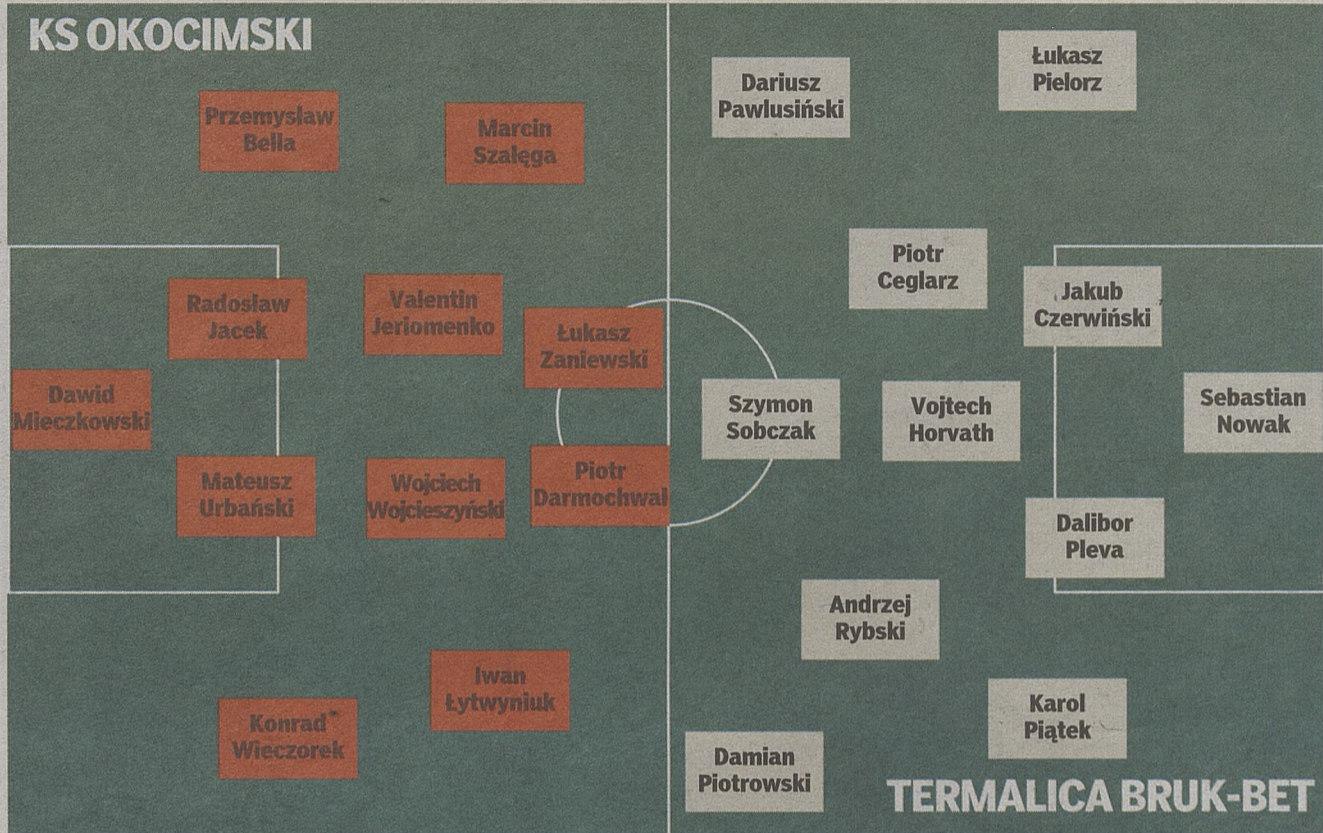 KS OKOCIMSKI
Przemysław
Bella
Marcin
Szałęga
Radosław
Jacek
Valentin
Jeriomenko
Łukasz
Zaniewski
Dawid
Mieczkowski
Mateusz
Urbański
Wojciech
Wojcieszyński
Piotr
Darmochwał
Iwan
Łytwyniuk
Konrad
Wieczorek
Dariusz
Pawlusiński
Łukasz
Pielorz
Piotr
Ceglarz
Jakub
Czerwiński
Szymon
Sobczak
Vojtech
Horvath
Sebastian
Nowak
Dalibor
Pleva
Andrzej
Rybski
Karol
Piątek
Damian
Piotrowski
TERMALICA BRUK-BET